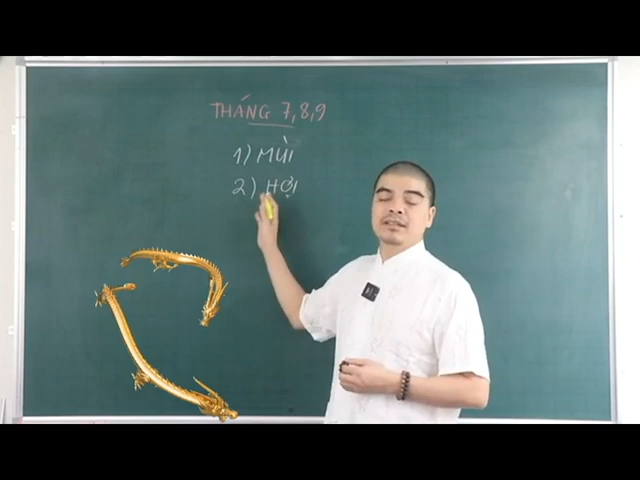 THÁNG 7,8,9
1) MÙI
2) HỢI